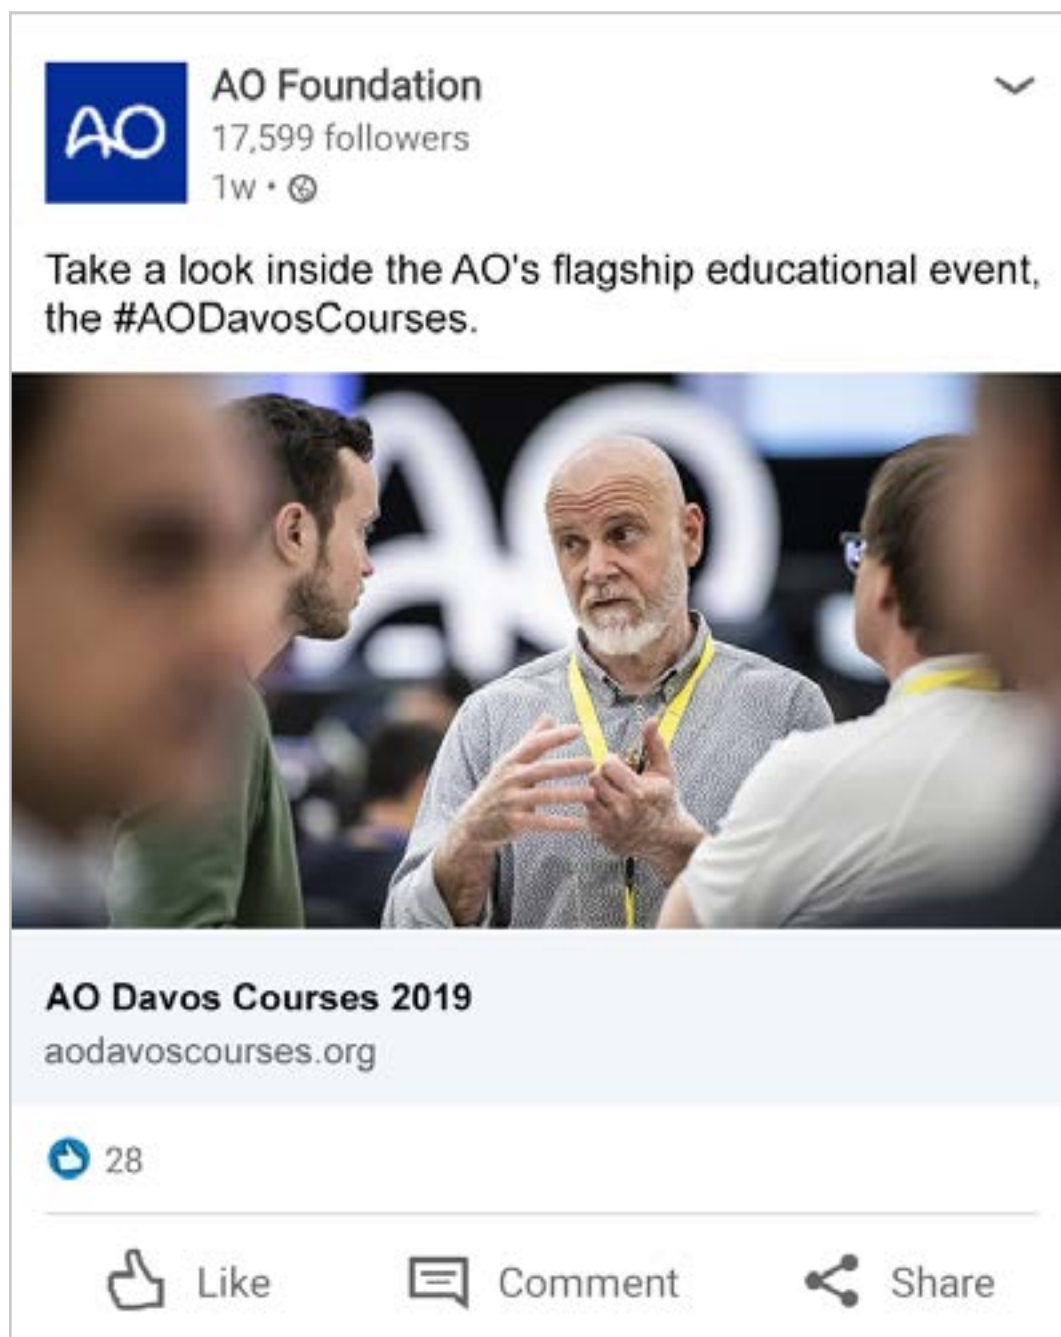 AO
AO Foundation
17,599 followers
1w •
Take a look inside the AO's flagship educational event,
the #AODavosCourses.
AO
AO Davos Courses 2019
aodavoscourses.org
28
Like
Comment
Share